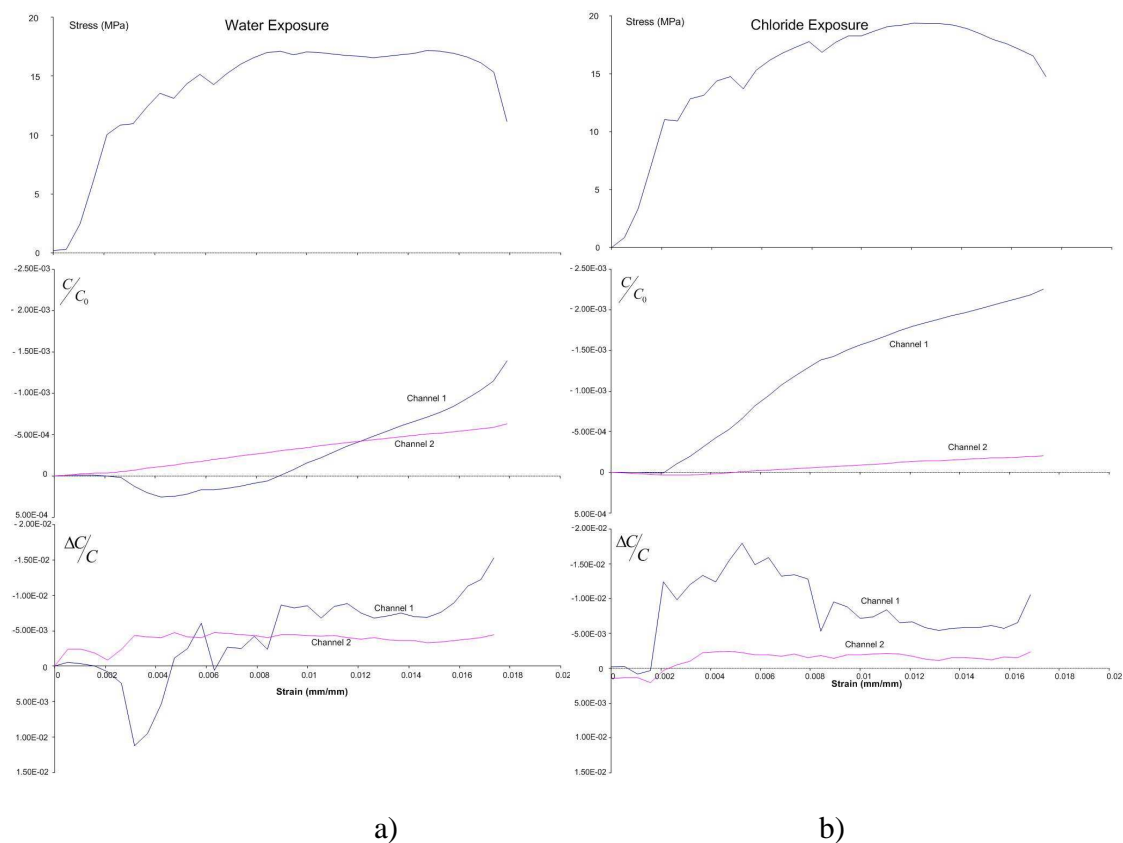 20
Stress (MPa)
Water Exposure
15
10
5
0
- 2.50E-03
C/C₀
- 2.00E-03
- 1.50E-03
-1.00E-03
Channel 1
-5.00E-04
Channel 2
0
5.00E-04
- 2.00E-02
ΔC/C
-1.50E-02
-1.00E-02
Channel 1
-5.00E-03
Channel 2
0
0 0.002 0.004 0.006 0.008 0.01 0.012 0.014 0.016 0.018 0.02
Strain (mm/mm)
5.00E-03
1.00E-02
1.50E-02
a)
20
Stress (MPa)
Chloride Exposure
15
10
5
0
- 2.50E-03
C/C₀
- 2.00E-03
- 1.50E-03
Channel 1
-1.00E-03
-5.00E-04
Channel 2
0
5.00E-04
-2.00E-02
ΔC/C
-1.50E-02
-1.00E-02
Channel 1
-5.00E-03
Channel 2
0
0 0.002 0.004 0.006 0.008 0.01 0.012 0.014 0.016 0.018 0.02
Strain (mm/mm)
5.00E-03
1.00E-02
1.50E-02
b)